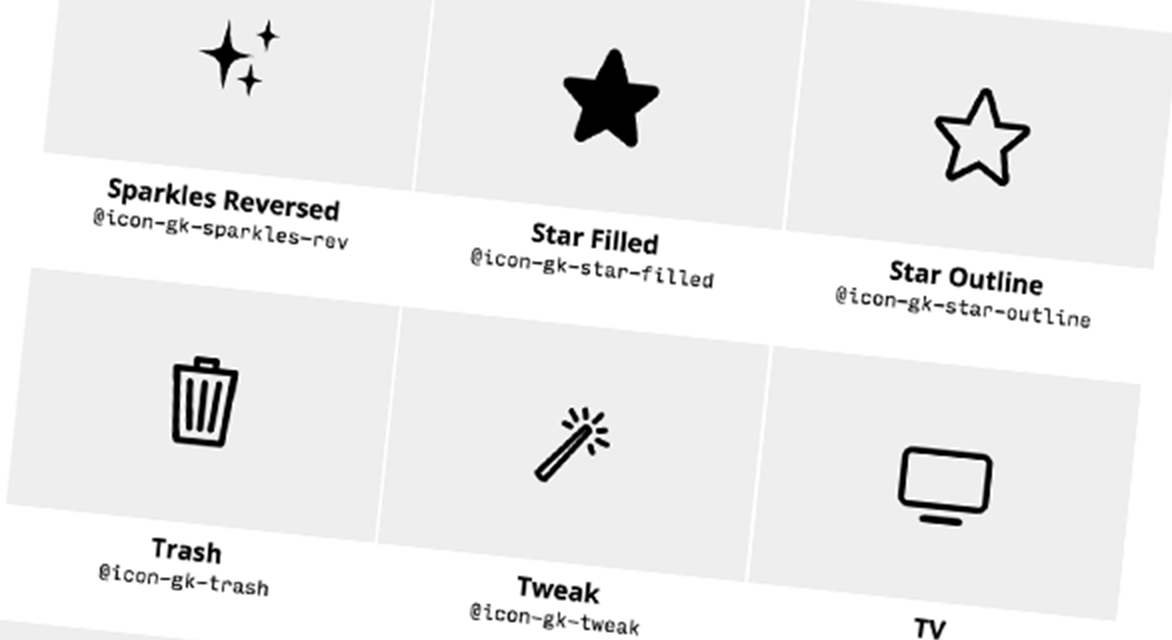 Sparkles Reversed
@icon-gk-sparkles-rev
Star Filled
@icon-gk-star-filled
Star Outline
@icon-gk-star-outline
Trash
@icon-gk-trash
Tweak
@icon-gk-tweak
TV